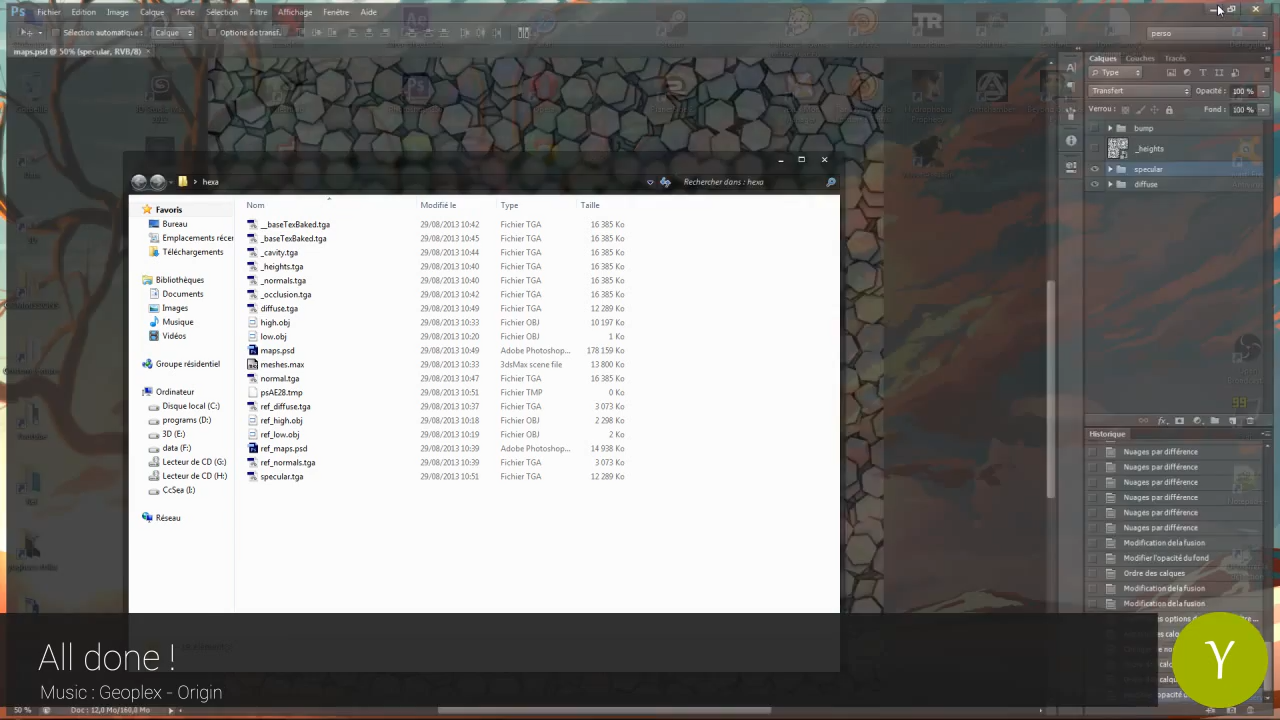 Ps Fichier Edition Image Calque Texte Sélection Filtre Affichage Fenêtre Aide
Sélection automatique : Calque Options de transf.
perso
maps.psd @ 50% (specular, RVB/8) ×
Calques Couches Tracés
Type
Transfert Opacité : 100 %
Verrou : Fond : 100 %
bump
_heights
specular
diffuse
hexa
Rechercher dans : hexa
Nom Modifié le Type Taille
Favoris
Bureau
Emplacements récen
Téléchargements
Bibliothèques
Documents
Images
Musique
Vidéos
Groupe résidentiel
Ordinateur
Disque local (C:)
programs (D:)
3D (E:)
data (F:)
Lecteur de CD (G:)
Lecteur de CD (H:)
CcSea (I:)
Réseau
__baseTexBaked.tga 29/08/2013 10:42 Fichier TGA 16 385 Ko
_baseTexBaked.tga 29/08/2013 10:45 Fichier TGA 16 385 Ko
_cavity.tga 29/08/2013 10:44 Fichier TGA 16 385 Ko
_heights.tga 29/08/2013 10:40 Fichier TGA 16 385 Ko
_normals.tga 29/08/2013 10:40 Fichier TGA 16 385 Ko
_occlusion.tga 29/08/2013 10:42 Fichier TGA 16 385 Ko
diffuse.tga 29/08/2013 10:49 Fichier TGA 12 289 Ko
high.obj 29/08/2013 10:33 Fichier OBJ 10 197 Ko
low.obj 29/08/2013 10:20 Fichier OBJ 1 Ko
maps.psd 29/08/2013 10:49 Adobe Photoshop... 178 159 Ko
meshes.max 29/08/2013 10:33 3dsMax scene file 13 800 Ko
normal.tga 29/08/2013 10:47 Fichier TGA 16 385 Ko
psAE28.tmp 29/08/2013 10:51 Fichier TMP 0 Ko
ref_diffuse.tga 29/08/2013 10:37 Fichier TGA 3 073 Ko
ref_high.obj 29/08/2013 10:18 Fichier OBJ 2 298 Ko
ref_low.obj 29/08/2013 10:19 Fichier OBJ 2 Ko
ref_maps.psd 29/08/2013 10:39 Adobe Photoshop... 14 938 Ko
ref_normals.tga 29/08/2013 10:39 Fichier TGA 3 073 Ko
specular.tga 29/08/2013 10:51 Fichier TGA 12 289 Ko
99
Historique
Nuages par différence
Nuages par différence
Nuages par différence
Nuages par différence
Nuages par différence
Nuages par différence
Modification de la fusion
Modifier l'opacité du fond
Ordre des calques
Modification de la fusion
Modification de la fusion
All done !
Music : Geoplex - Origin
50 % Doc : 12,0 Mo/160,0 Mo